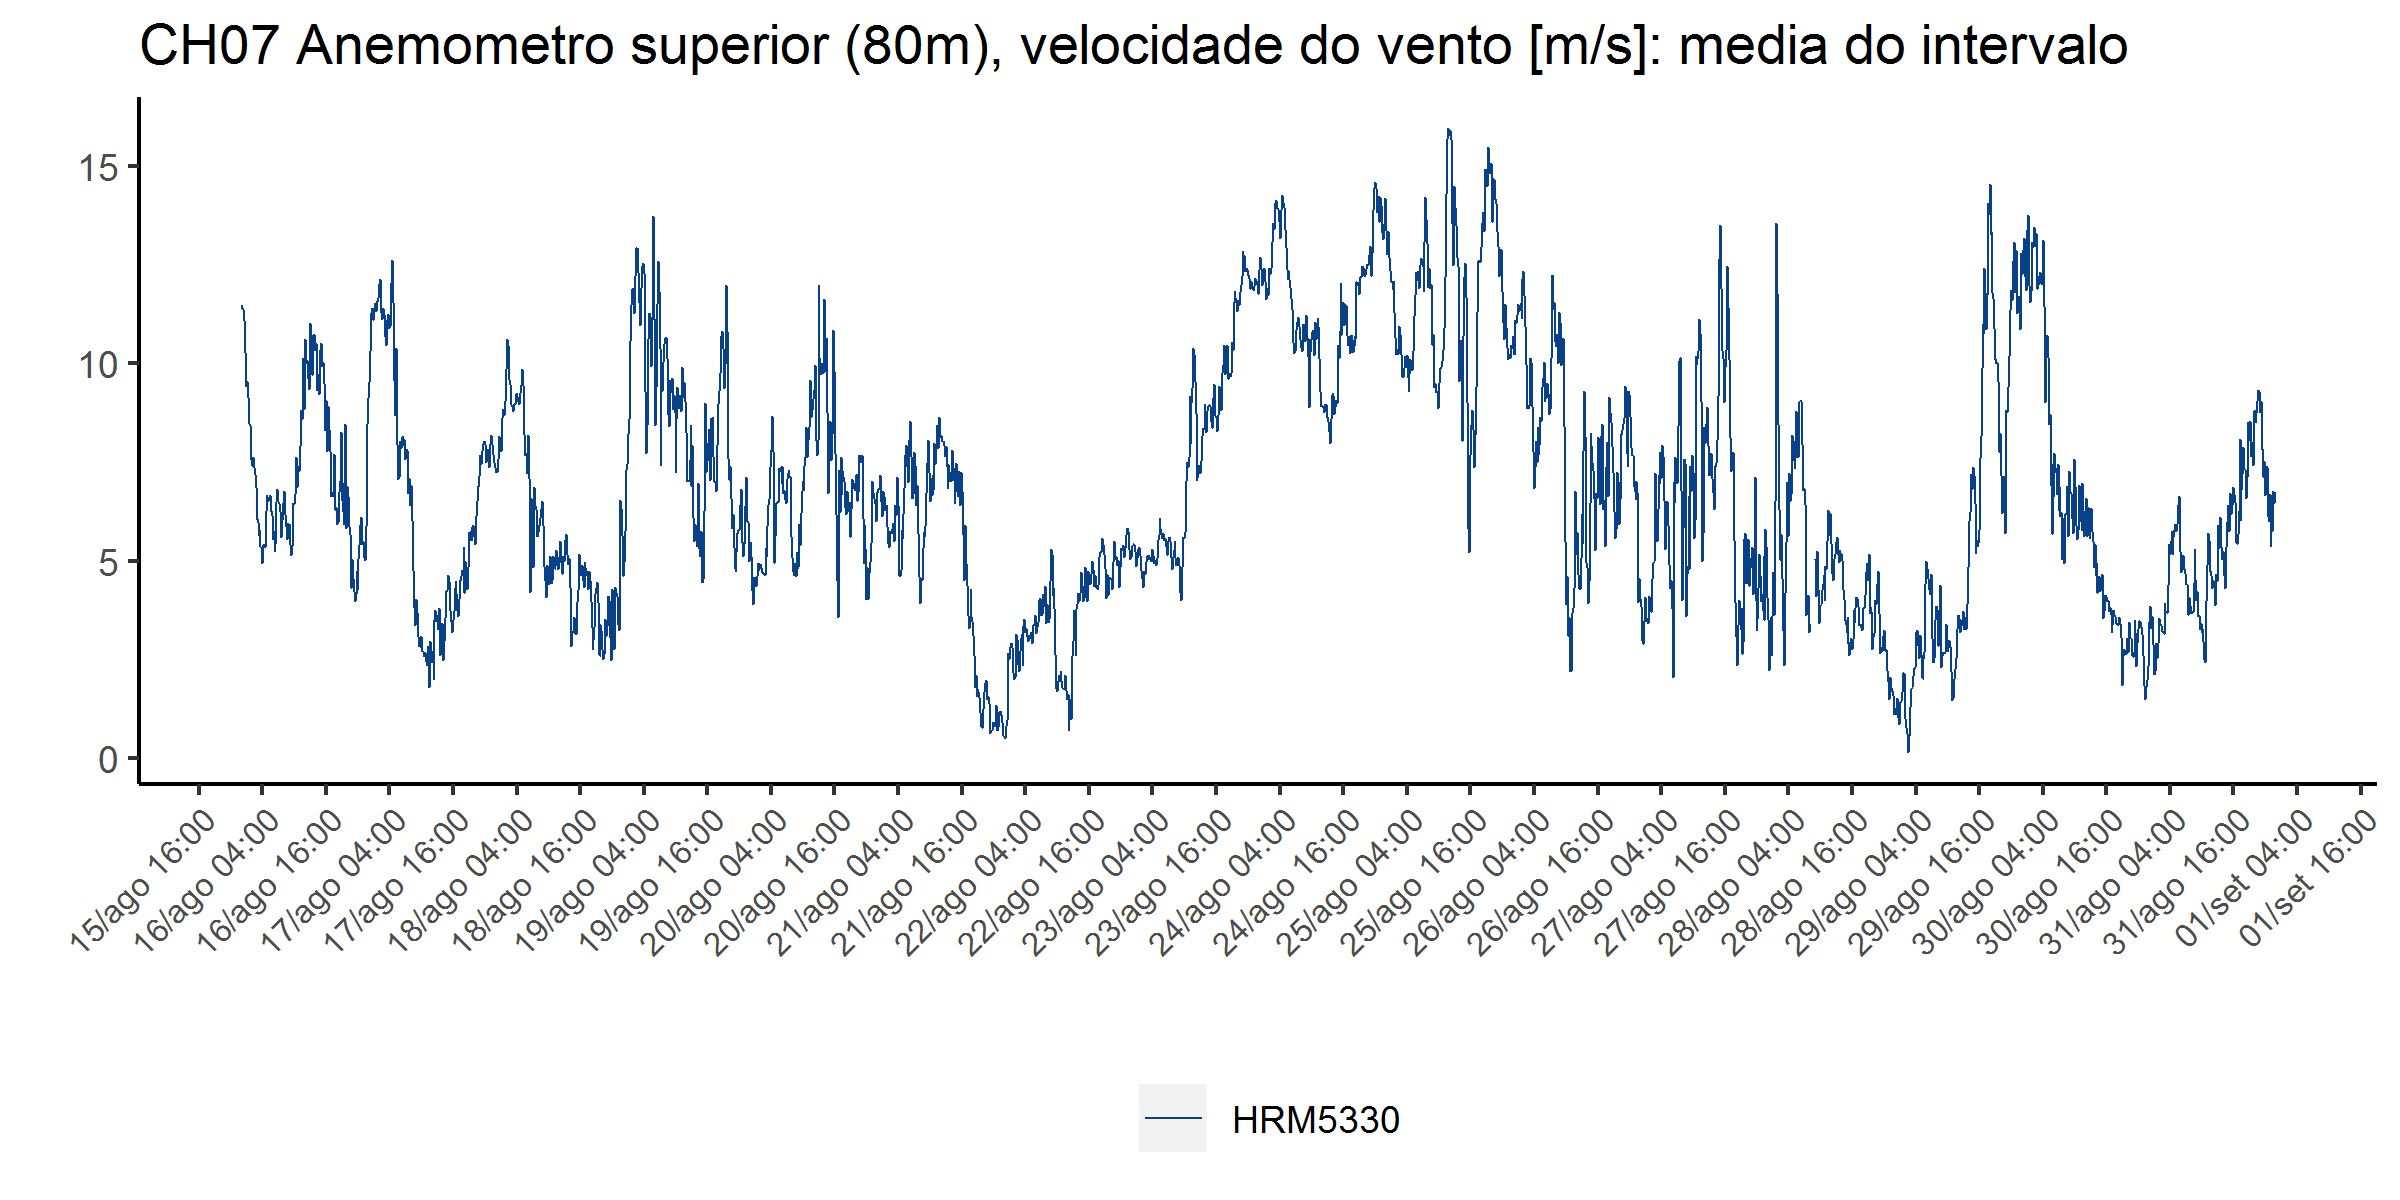 CH07 Anemometro superior (80m), velocidade do vento [m/s]: media do intervalo
15
10
5
0
15/ago 16:00
16/ago 04:00
16/ago 16:00
17/ago 04:00
17/ago 16:00
18/ago 04:00
18/ago 16:00
19/ago 04:00
19/ago 16:00
20/ago 04:00
20/ago 16:00
21/ago 04:00
21/ago 16:00
22/ago 04:00
22/ago 16:00
23/ago 04:00
23/ago 16:00
24/ago 04:00
24/ago 16:00
25/ago 04:00
25/ago 16:00
26/ago 04:00
26/ago 16:00
27/ago 04:00
27/ago 16:00
28/ago 04:00
28/ago 16:00
29/ago 04:00
29/ago 16:00
30/ago 04:00
30/ago 16:00
31/ago 04:00
31/ago 16:00
01/set 04:00
01/set 16:00
HRM5330